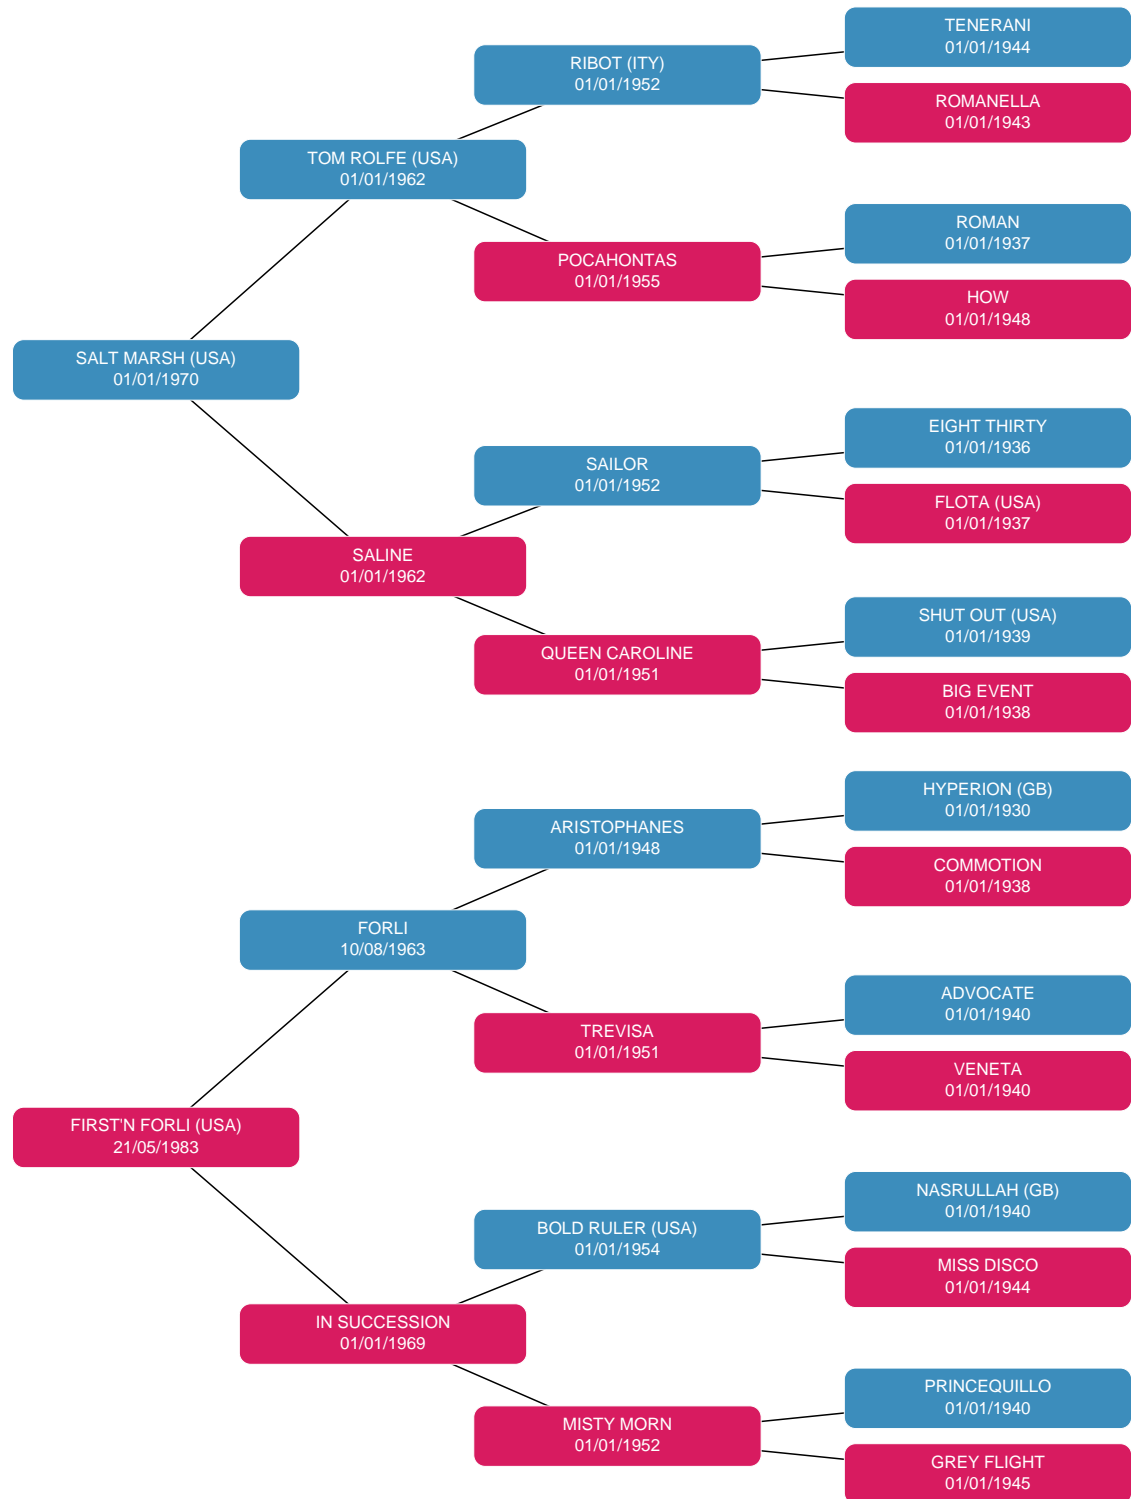 TENERANI
01/01/1944
RIBOT (ITY)
01/01/1952
ROMANELLA
01/01/1943
TOM ROLFE (USA)
01/01/1962
ROMAN
01/01/1937
POCAHONTAS
01/01/1955
HOW
01/01/1948
SALT MARSH (USA)
01/01/1970
EIGHT THIRTY
01/01/1936
SAILOR
01/01/1952
FLOTA (USA)
01/01/1937
SALINE
01/01/1962
SHUT OUT (USA)
01/01/1939
QUEEN CAROLINE
01/01/1951
BIG EVENT
01/01/1938
HYPERION (GB)
01/01/1930
ARISTOPHANES
01/01/1948
COMMOTION
01/01/1938
FORLI
10/08/1963
ADVOCATE
01/01/1940
TREVISA
01/01/1951
VENETA
01/01/1940
FIRST'N FORLI (USA)
21/05/1983
NASRULLAH (GB)
01/01/1940
BOLD RULER (USA)
01/01/1954
MISS DISCO
01/01/1944
IN SUCCESSION
01/01/1969
PRINCEQUILLO
01/01/1940
MISTY MORN
01/01/1952
GREY FLIGHT
01/01/1945